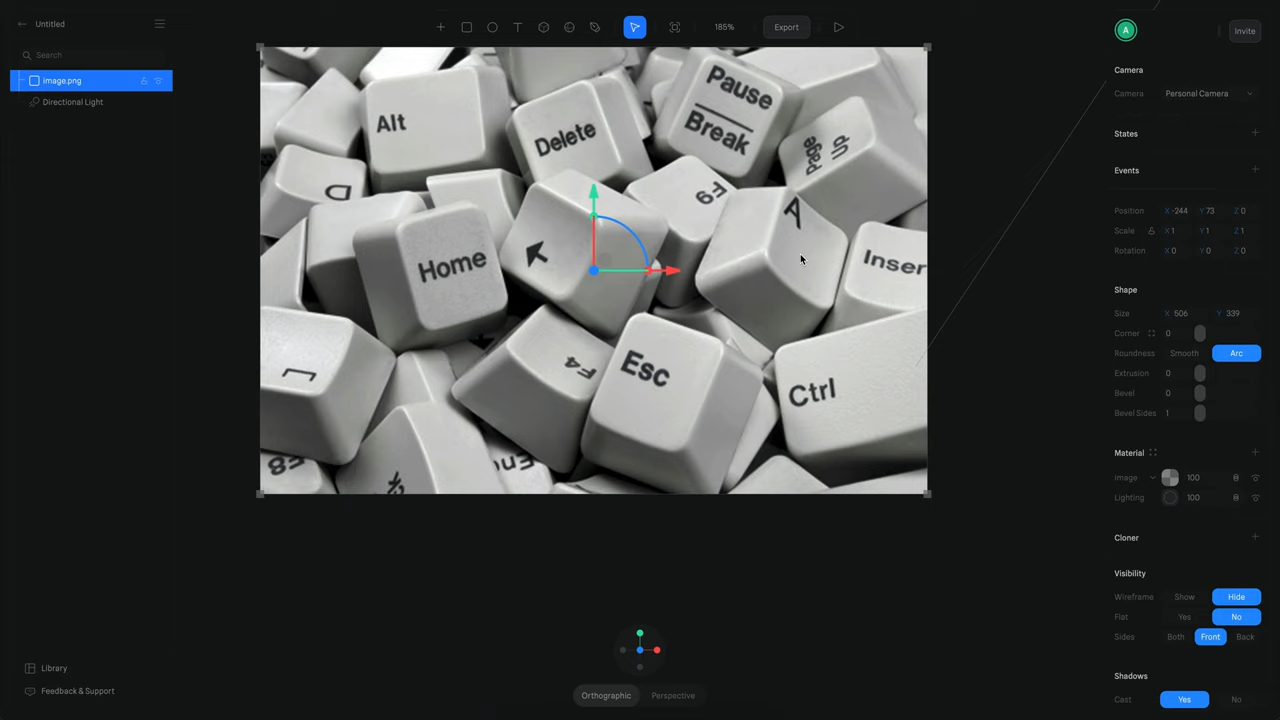 Untitled
Search
image.png
Directional Light
Library
Feedback & Support
185%
Export
Alt
Delete
Pause
Break
Page
Up
D
F9
A
Home
Inser
F4
Esc
Ctrl
F8
Orthographic
Perspective
A
Invite
Camera
Camera Personal Camera
States
Events
Position X -244 Y 73 Z 0
Scale X 1 Y 1 Z 1
Rotation X 0 Y 0 Z 0
Shape
Size X 506 Y 339
Corner 0
Roundness Smooth Arc
Extrusion 0
Bevel 0
Bevel Sides 1
Material
Image 100
Lighting 100
Cloner
Visibility
Wireframe Show Hide
Flat Yes No
Sides Both Front Back
Shadows
Cast Yes No